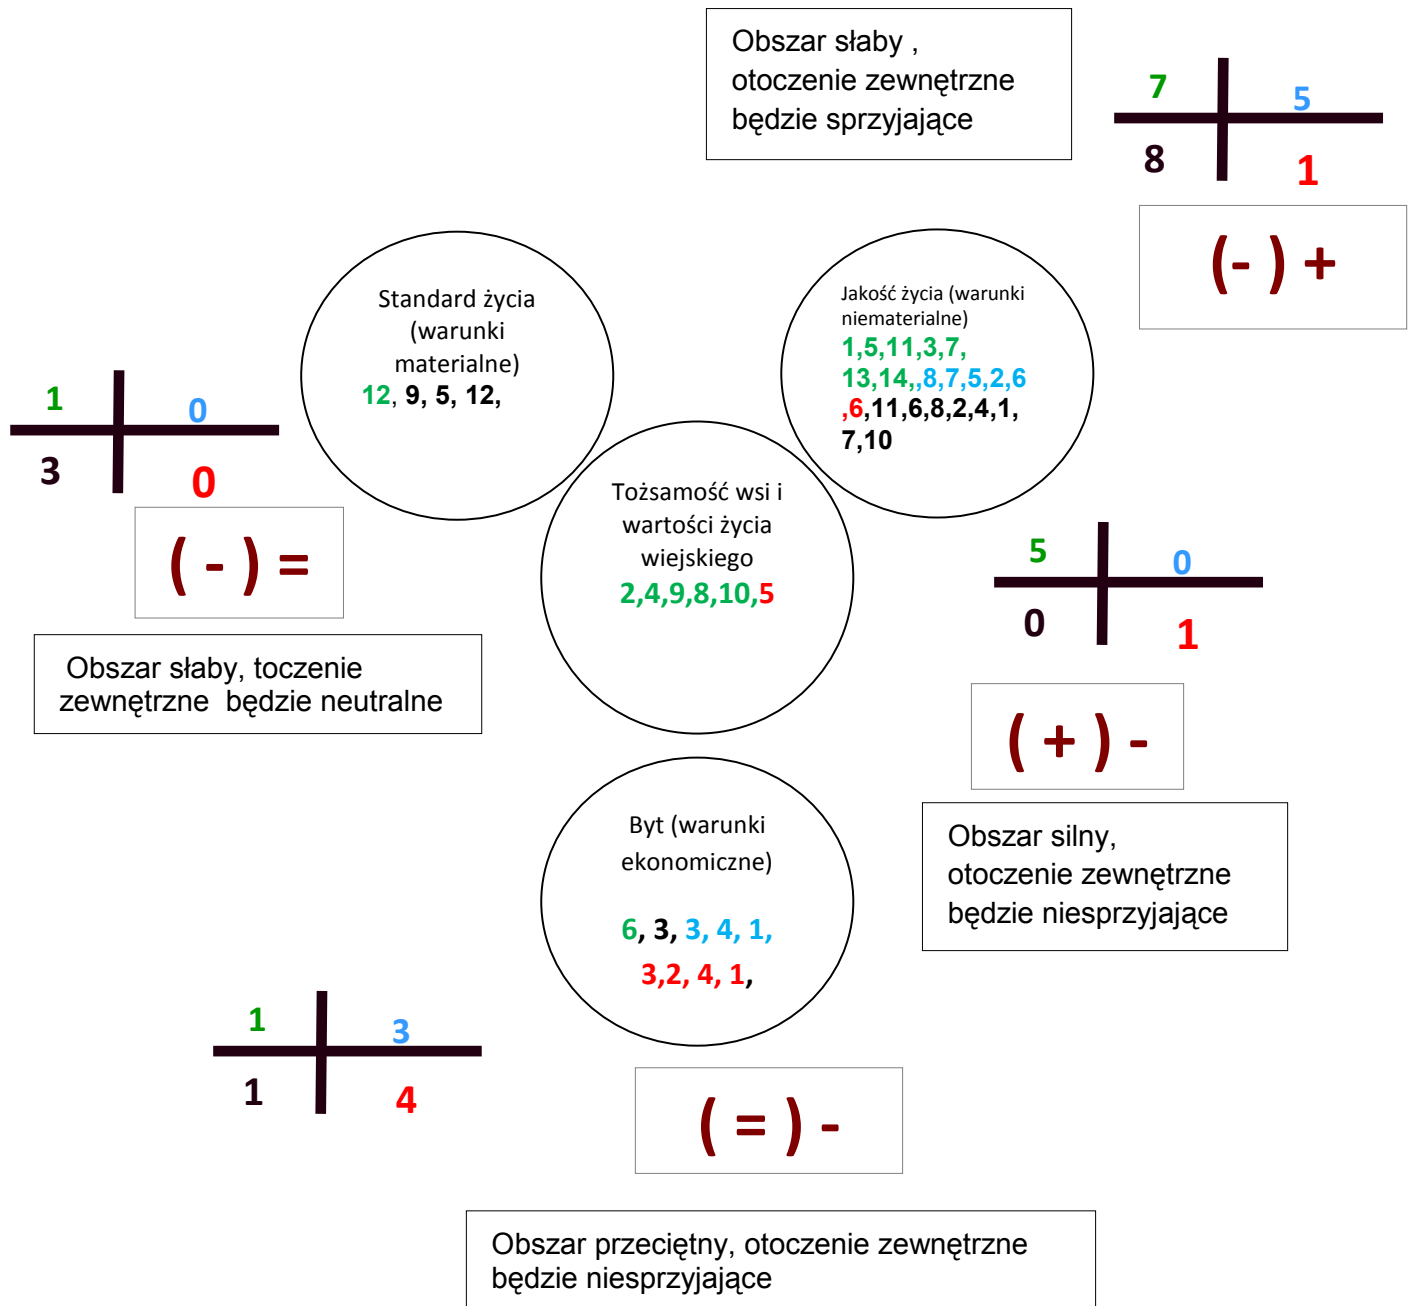 Obszar słaby ,
otoczenie zewnętrzne
będzie sprzyjające
7 5
8 1
(- ) +
Standard życia
(warunki
materialne)
12, 9, 5, 12,
Jakość życia (warunki
niematerialne)
1,5,11,3,7,
13,14,,8,7,5,2,6
,6,11,6,8,2,4,1,
7,10
1 0
3 0
( - ) =
Obszar słaby, toczenie
zewnętrzne będzie neutralne
Tożsamość wsi i
wartości życia
wiejskiego
2,4,9,8,10,5
5 0
0 1
( + ) -
Obszar silny,
otoczenie zewnętrzne
będzie niesprzyjające
Byt (warunki
ekonomiczne)
6, 3, 3, 4, 1,
3,2, 4, 1,
1 3
1 4
( = ) -
Obszar przeciętny, otoczenie zewnętrzne
będzie niesprzyjające